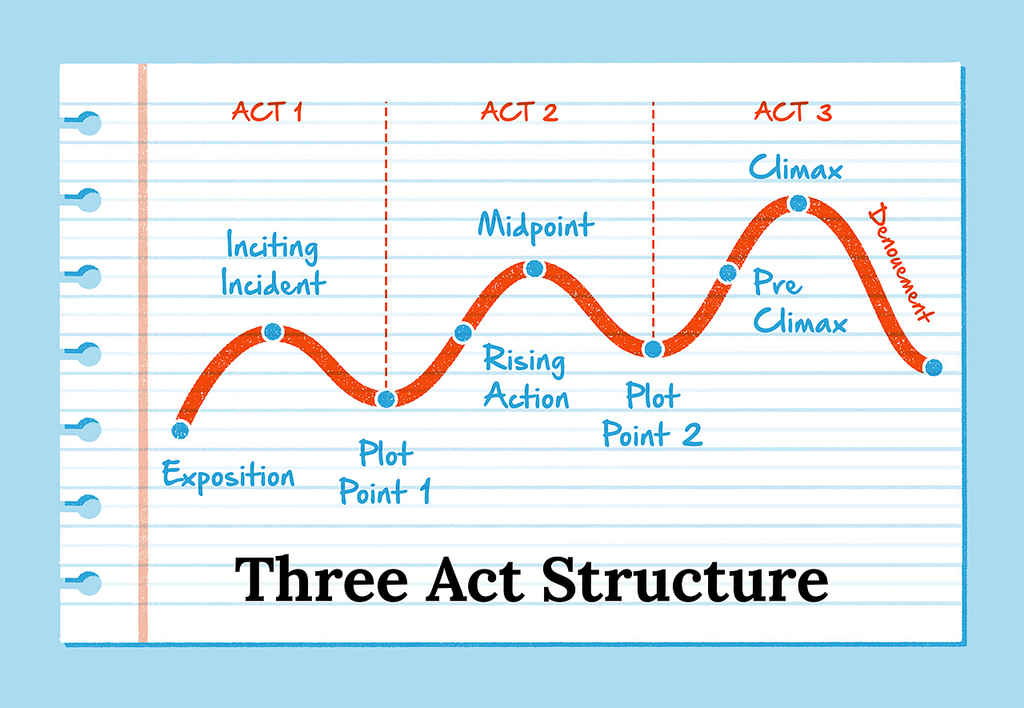 ACT 1
ACT 2
ACT 3
Inciting
Incident
Midpoint
Climax
Denouement
Pre
Climax
Rising
Action
Plot
Point 2
Exposition
Plot
Point 1
Three Act Structure